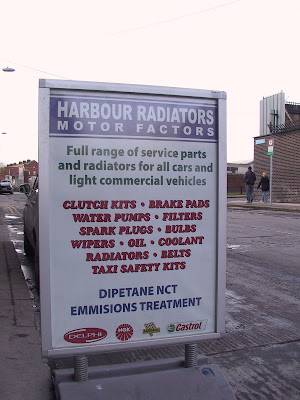 HARBOUR RADIATORS
MOTOR FACTORS
Full range of service parts
and radiators for all cars and
light commercial vehicles
CLUTCH KITS • BRAKE PADS
WATER PUMPS • FILTERS
SPARK PLUGS • BULBS
WIPERS • OIL • COOLANT
RADIATORS • BELTS
TAXI SAFETY KITS
DIPETANE NCT
EMMISIONS TREATMENT
DELPHI NGK Castrol